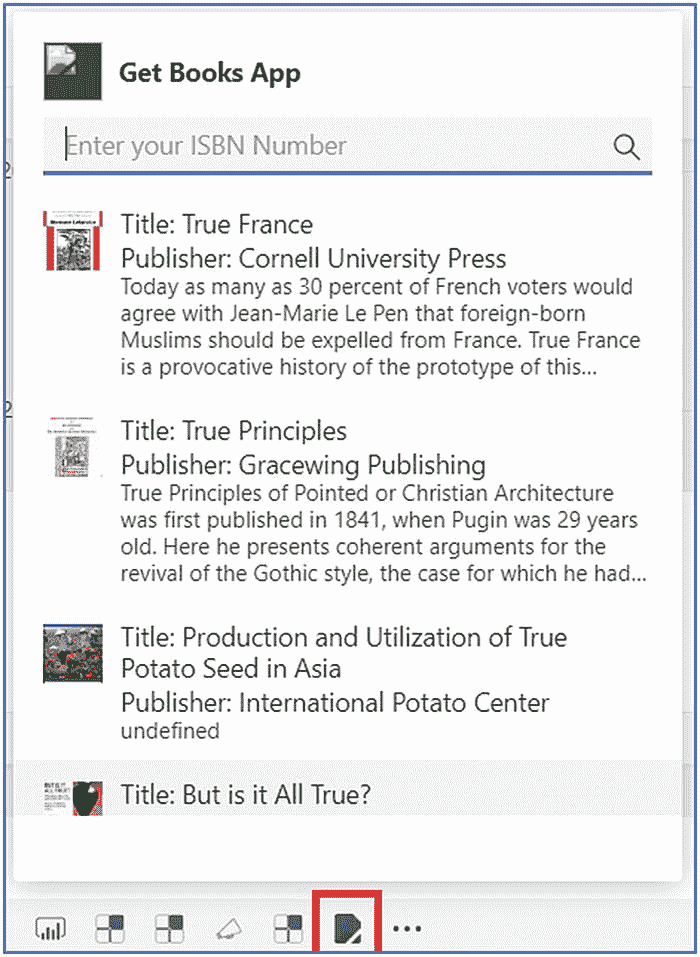 Get Books App
Enter your ISBN Number
Title: True France
Publisher: Cornell University Press
Today as many as 30 percent of French voters would
agree with Jean-Marie Le Pen that foreign-born
Muslims should be expelled from France. True France
is a provocative history of the prototype of this...
Title: True Principles
Publisher: Gracewing Publishing
True Principles of Pointed or Christian Architecture
was first published in 1841, when Pugin was 29 years
old. Here he presents coherent arguments for the
revival of the Gothic style, the case for which he had...
Title: Production and Utilization of True
Potato Seed in Asia
Publisher: International Potato Center
undefined
BUT IS IT
ALL TRUE?
Title: But is it All True?